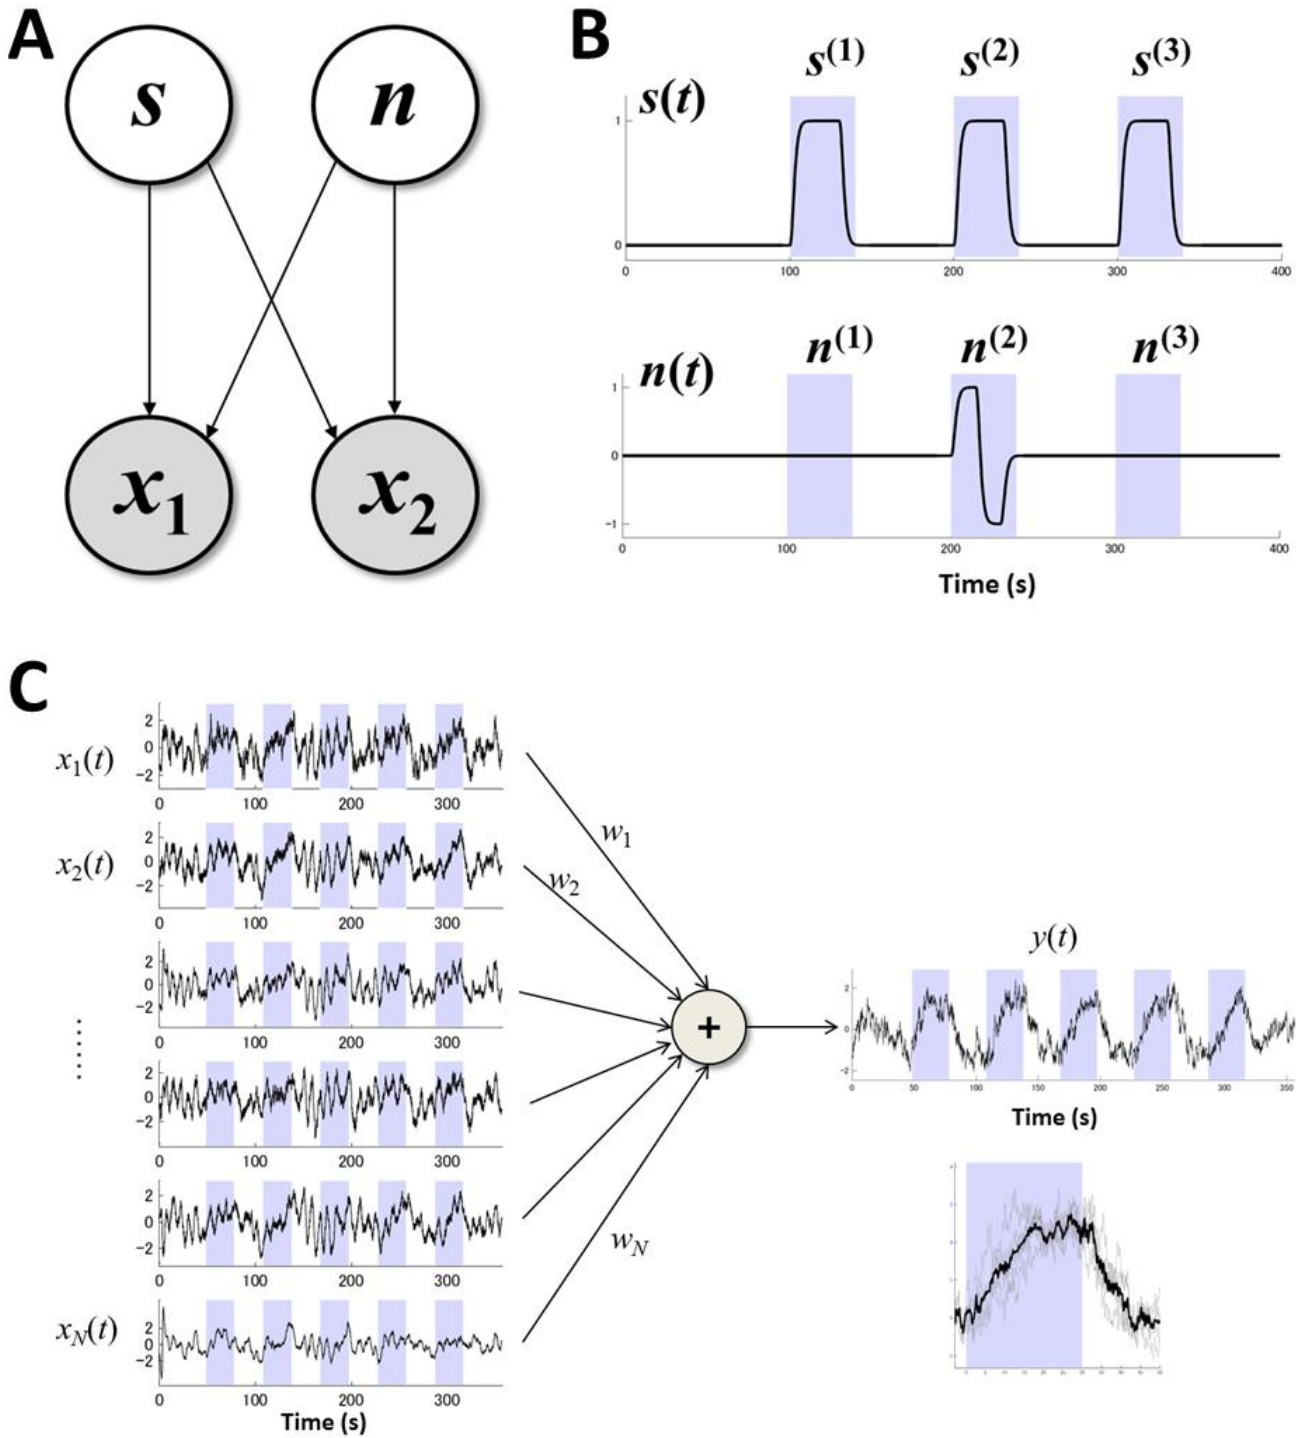 A
s
n
x1
x2
B
s(1) s(2) s(3)
s(t)
1
0
0 100 200 300 400
n(1) n(2) n(3)
n(t)
1
0
−1
0 100 200 300 400
Time (s)
C
x1(t)
2
0
−2
0 100 200 300
x2(t)
2
0
−2
0 100 200 300
2
0
−2
0 100 200 300
2
0
−2
0 100 200 300
2
0
−2
0 100 200 300
xN(t)
2
0
−2
0 100 200 300
Time (s)
w1
w2
wN
+
y(t)
2
0
−2
0 50 100 150 200 250 300 350
Time (s)